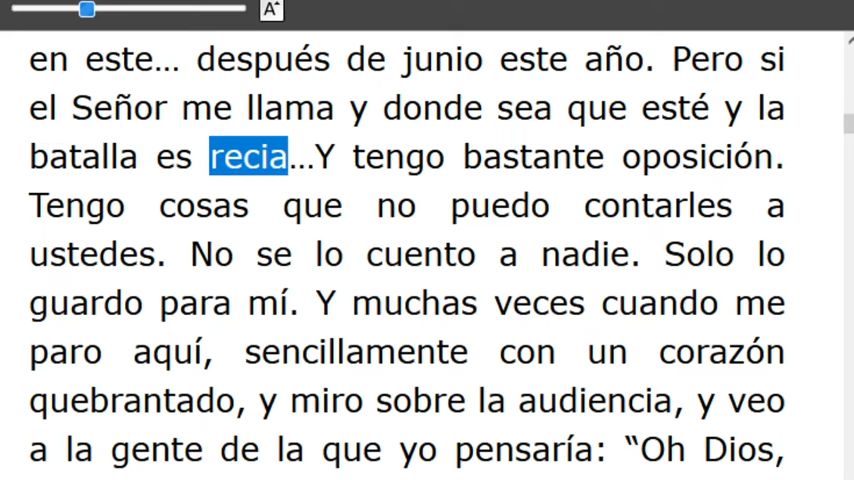 A
en este... después de junio este año. Pero si
el Señor me llama y donde sea que esté y la
batalla es recia...Y tengo bastante oposición.
Tengo cosas que no puedo contarles a
ustedes. No se lo cuento a nadie. Solo lo
guardo para mí. Y muchas veces cuando me
paro aquí, sencillamente con un corazón
quebrantado, y miro sobre la audiencia, y veo
a la gente de la que yo pensaría: “Oh Dios,